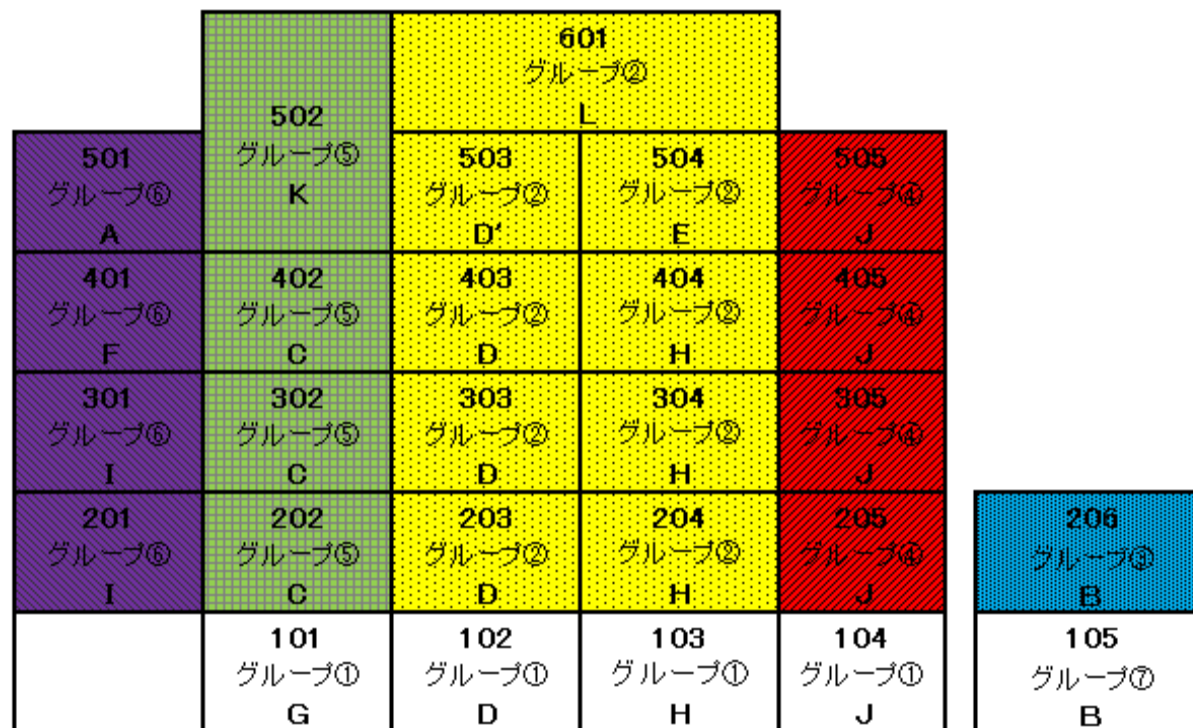 601
グループ②
L
502
グループ⑤
K
501
グループ⑥
A
503
グループ②
D'
504
グループ②
E
505
グループ④
J
401
グループ⑥
F
402
グループ⑤
C
403
グループ②
D
404
グループ②
H
405
グループ④
J
301
グループ⑥
I
302
グループ⑤
C
303
グループ②
D
304
グループ②
H
305
グループ④
J
201
グループ⑥
I
202
グループ⑤
C
203
グループ②
D
204
グループ②
H
205
グループ④
J
206
グループ③
B
101
グループ①
G
102
グループ①
D
103
グループ①
H
104
グループ①
J
105
グループ⑦
B